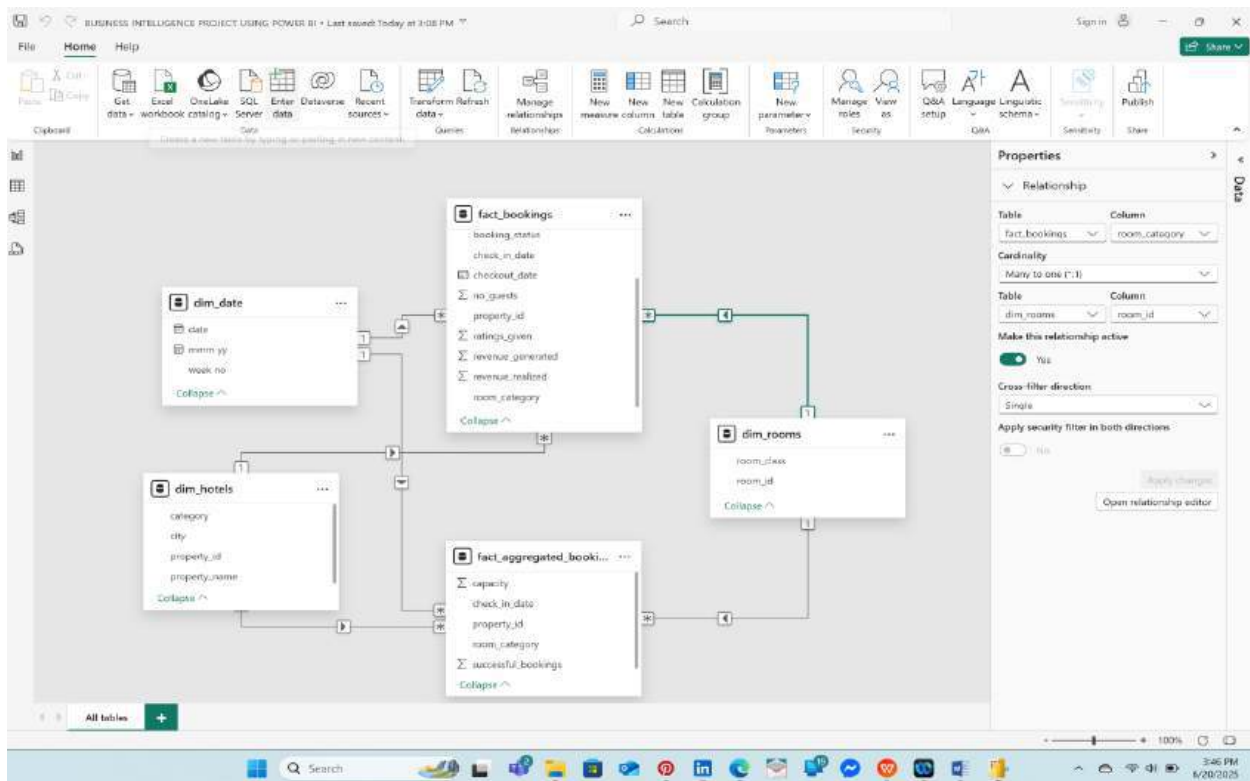 BUSINESS INTELLIGENCE PROJECT USING POWER BI • Last saved: Today at 3:08 PM
Search
Sign in
File Home Help
Share
Paste
Cut
Copy
Get data
Excel workbook
OneLake catalog
SQL Server
Enter data
Dataverse
Recent sources
Transform data
Refresh
Manage relationships
New measure
New column
New table
Calculation group
New parameter
Manage roles
View as
Q&A setup
Language
Linguistic schema
Sensitivity
Publish
Clipboard
Data
Queries
Relationships
Calculations
Parameters
Security
Q&A
Sensitivity
Share
fact_bookings
booking_status
check_in_date
checkout_date
no_guests
property_id
ratings_given
revenue_generated
revenue_realized
room_category
Collapse
dim_date
date
mmm yy
week no
Collapse
1
1
*
*
1
*
1
dim_rooms
room_class
room_id
Collapse
1
dim_hotels
category
city
property_id
property_name
Collapse
fact_aggregated_booki...
capacity
check_in_date
property_id
room_category
successful_bookings
Collapse
*
*
*
Properties
Data
Relationship
Table Column
fact_bookings room_category
Cardinality
Many to one (*:1)
Table Column
dim_rooms room_id
Make this relationship active
Yes
Cross-filter direction
Single
Apply security filter in both directions
No
Apply changes
Open relationship editor
All tables
+
- + 100%
Search
3:46 PM
6/20/2025